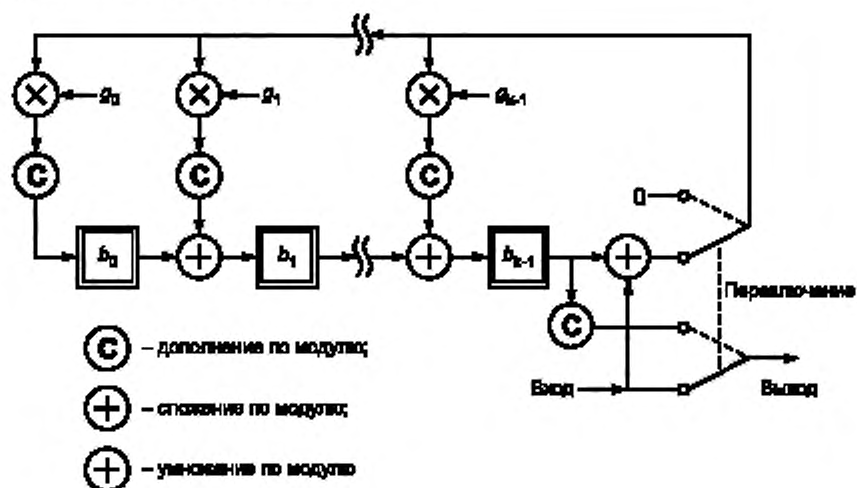 g₀
g₁
gₖ₋₁
C
C
C
0
b₀
b₁
bₖ₋₁
C
Переключение
Вход
Выход
C – дополнение по модулю;
– сложение по модулю;
– умножение по модулю